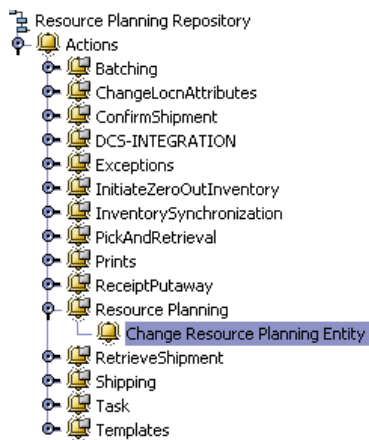 Resource Planning Repository
Actions
Batching
ChangeLocnAttributes
ConfirmShipment
DCS-INTEGRATION
Exceptions
InitiateZeroOutInventory
InventorySynchronization
PickAndRetrieval
Prints
ReceiptPutaway
Resource Planning
Change Resource Planning Entity
RetrieveShipment
Shipping
Task
Templates